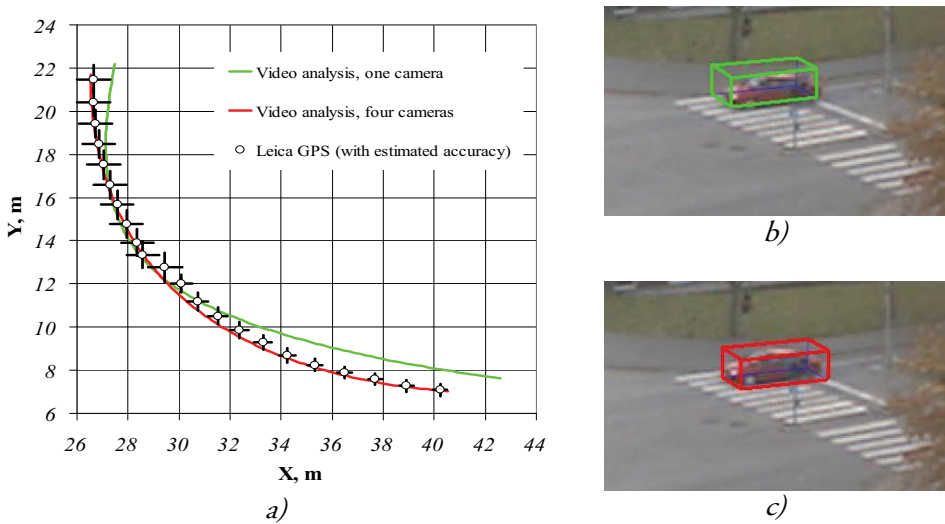 24
22
20
18
16
14
12
10
8
6
Y, m
Video analysis, one camera
Video analysis, four cameras
Leica GPS (with estimated accuracy)
26 28 30 32 34 36 38 40 42 44
X, m
a)
b)
c)